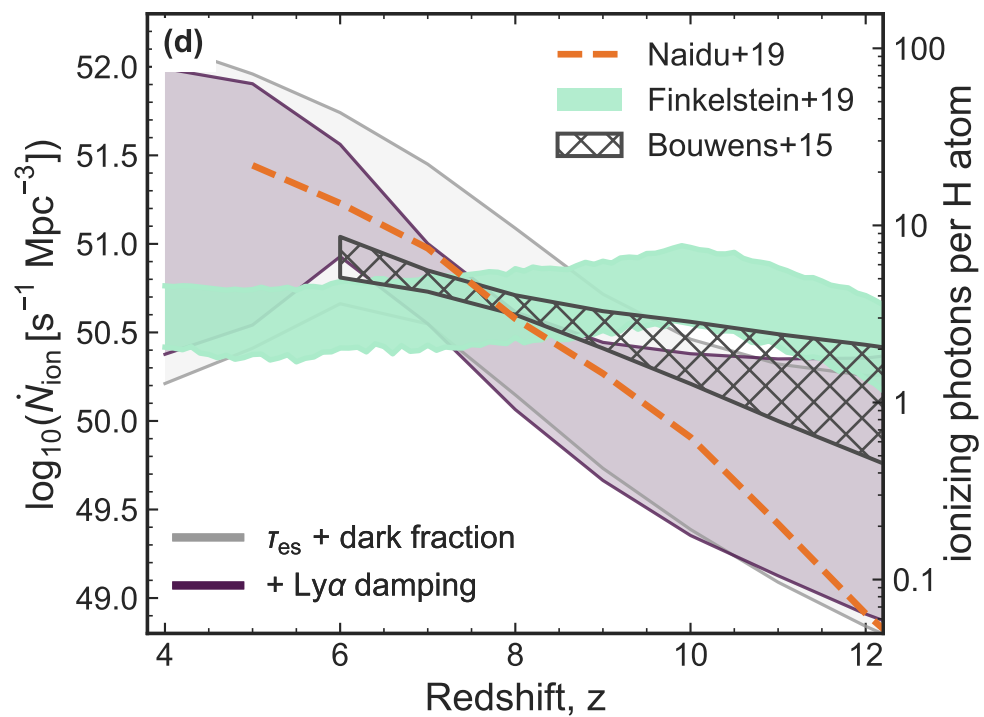 (d)
Naidu+19
Finkelstein+19
Bouwens+15
τes + dark fraction
+ Lyα damping
log10(Ṅion [s−1 Mpc−3])
52.0
51.5
51.0
50.5
50.0
49.5
49.0
ionizing photons per H atom
100
10
1
0.1
4 6 8 10 12
Redshift, z